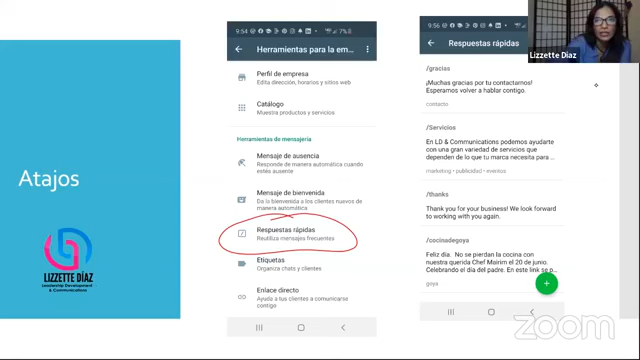 Atajos
LIZZETTE DÍAZ
Leadership Development
& Communications
9:54
7%
Herramientas para la em...
Perfil de empresa
Edita dirección, horarios y sitios web
Catálogo
Muestra productos y servicios
Herramientas de mensajería
Mensaje de ausencia
Responde de manera automática cuando
estés ausente
Mensaje de bienvenida
Da la bienvenida a los clientes nuevos de
manera automática
Respuestas rápidas
Reutiliza mensajes frecuentes
Etiquetas
Organiza chats y clientes
Enlace directo
Ayuda a tus clientes a comunicarse
contigo
9:56
Respuestas rápidas
/gracias
¡Muchas gracias por tu contactarnos!
Esperamos volver a hablar contigo.
contacto
/Servicios
En LD & Communications podemos ayudarte
con una gran variedad de servicios que
dependen de lo que tu marca necesita para ...
marketing • publicidad • eventos
/thanks
Thank you for your business! We look forward
to working with you again.
/cocinadegoya
Feliz día. No se pierdan la cocina con
nuestra querida Chef Mairim el 20 de junio.
Celebrando el día del padre. En este link se p
goya
Lizzette Diaz
zoom